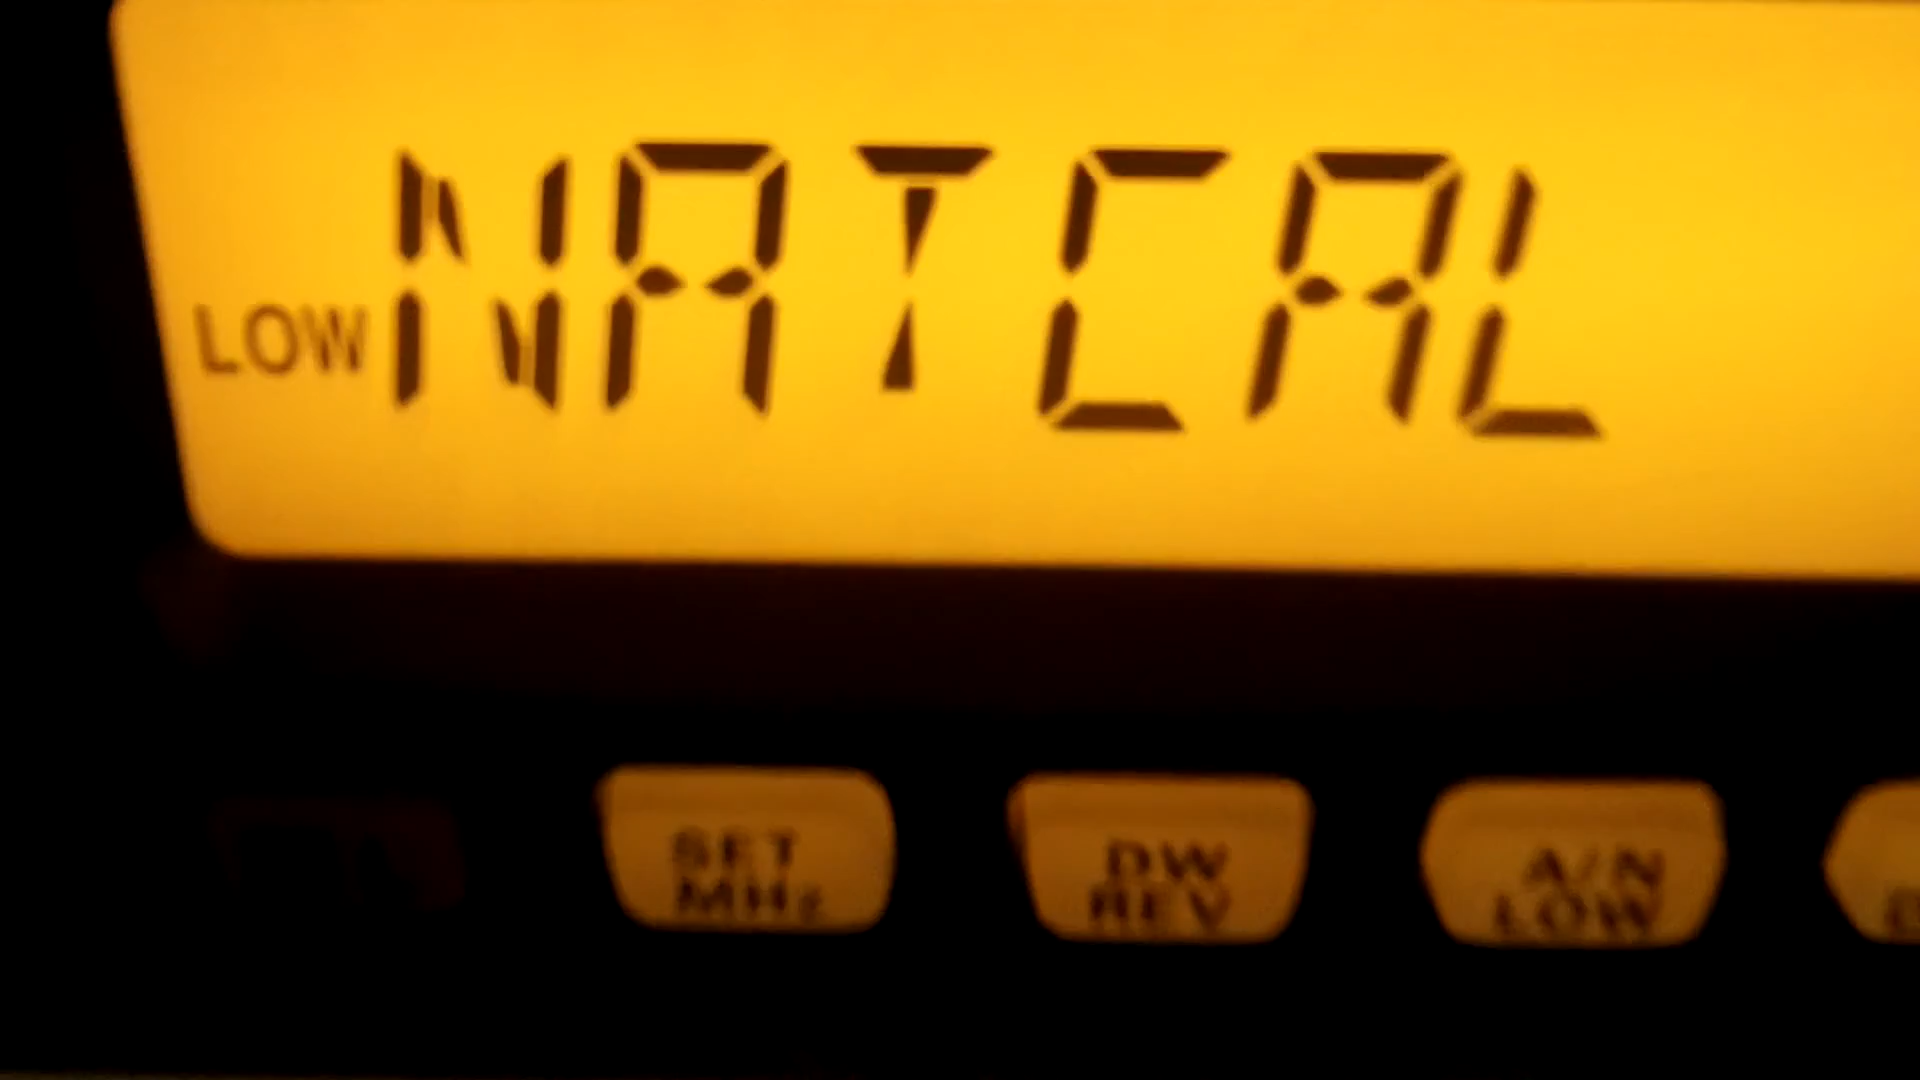 LOW NATCAL
SET
MHz
DW
REV
A/N
LOW